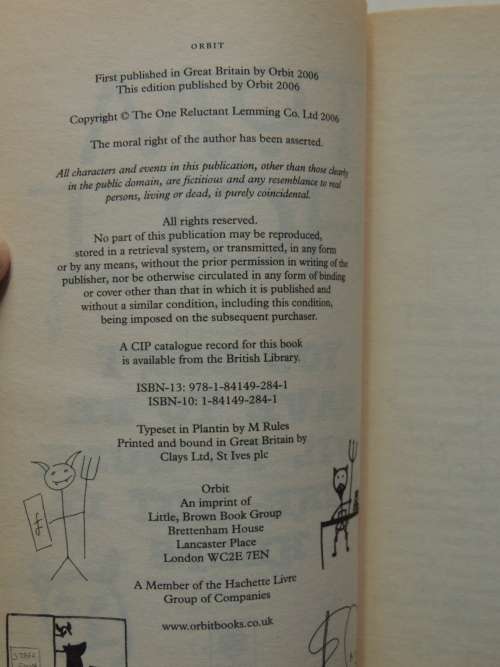 ORBIT
First published in Great Britain by Orbit 2006
This edition published by Orbit 2006
Copyright © The One Reluctant Lemming Co. Ltd 2006
The moral right of the author has been asserted.
All characters and events in this publication, other than those clearly
in the public domain, are fictitious and any resemblance to real
persons, living or dead, is purely coincidental.
All rights reserved.
No part of this publication may be reproduced,
stored in a retrieval system, or transmitted, in any form
or by any means, without the prior permission in writing of the
publisher, nor be otherwise circulated in any form of binding
or cover other than that in which it is published and
without a similar condition, including this condition,
being imposed on the subsequent purchaser.
A CIP catalogue record for this book
is available from the British Library.
ISBN-13: 978-1-84149-284-1
ISBN-10: 1-84149-284-1
Typeset in Plantin by M Rules
Printed and bound in Great Britain by
Clays Ltd, St Ives plc
Orbit
An imprint of
Little, Brown Book Group
Brettenham House
Lancaster Place
London WC2E 7EN
A Member of the Hachette Livre
Group of Companies
www.orbitbooks.co.uk